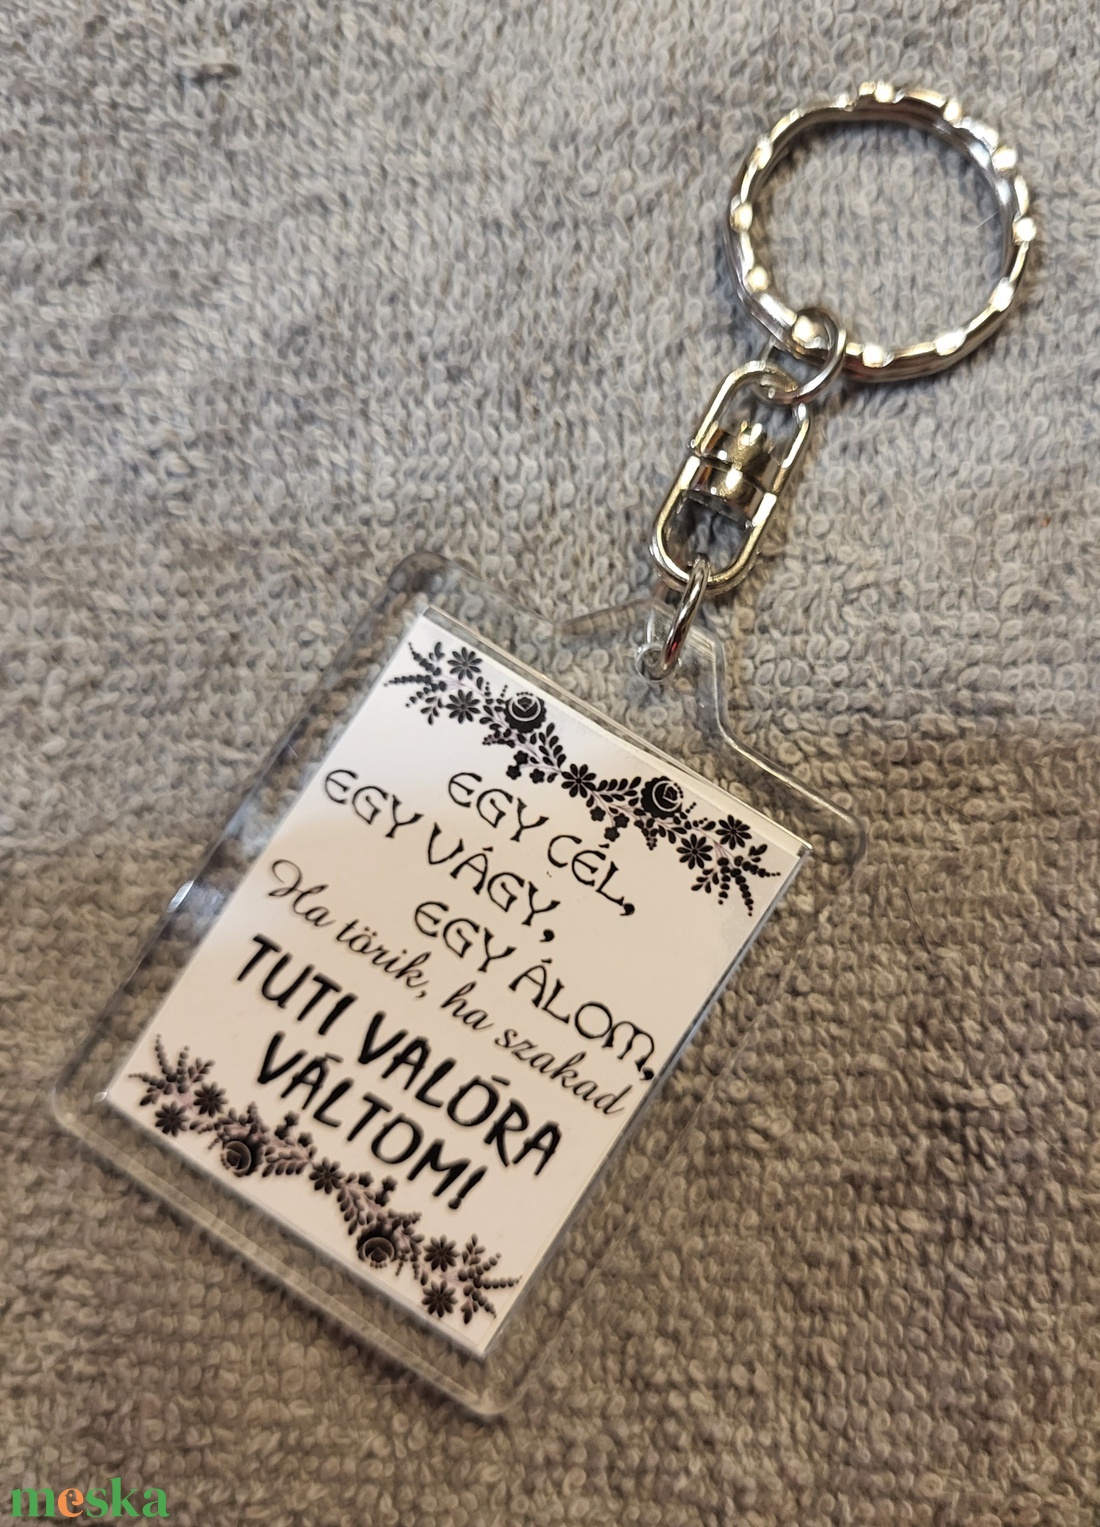 EGY CÉL,
EGY VÁGY,
EGY ÁLOM,
Ha törik, ha szakad
TUTI VALÓRA
VÁLTOM!
meska